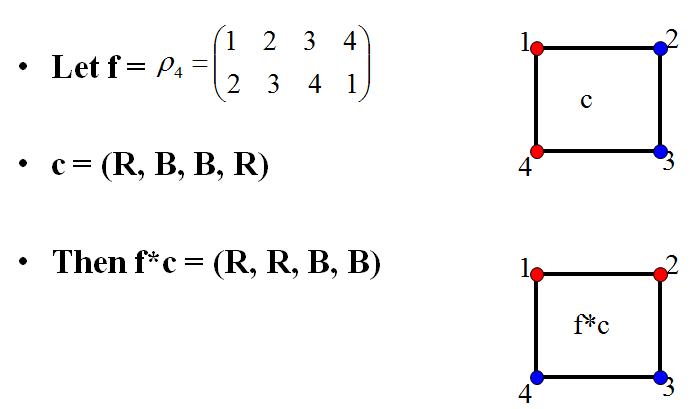 • Let f = ρ₄ = (1 2 3 4
2 3 4 1)
• c = (R, B, B, R)
• Then f*c = (R, R, B, B)
1 2
c
4 3
1 2
f*c
4 3